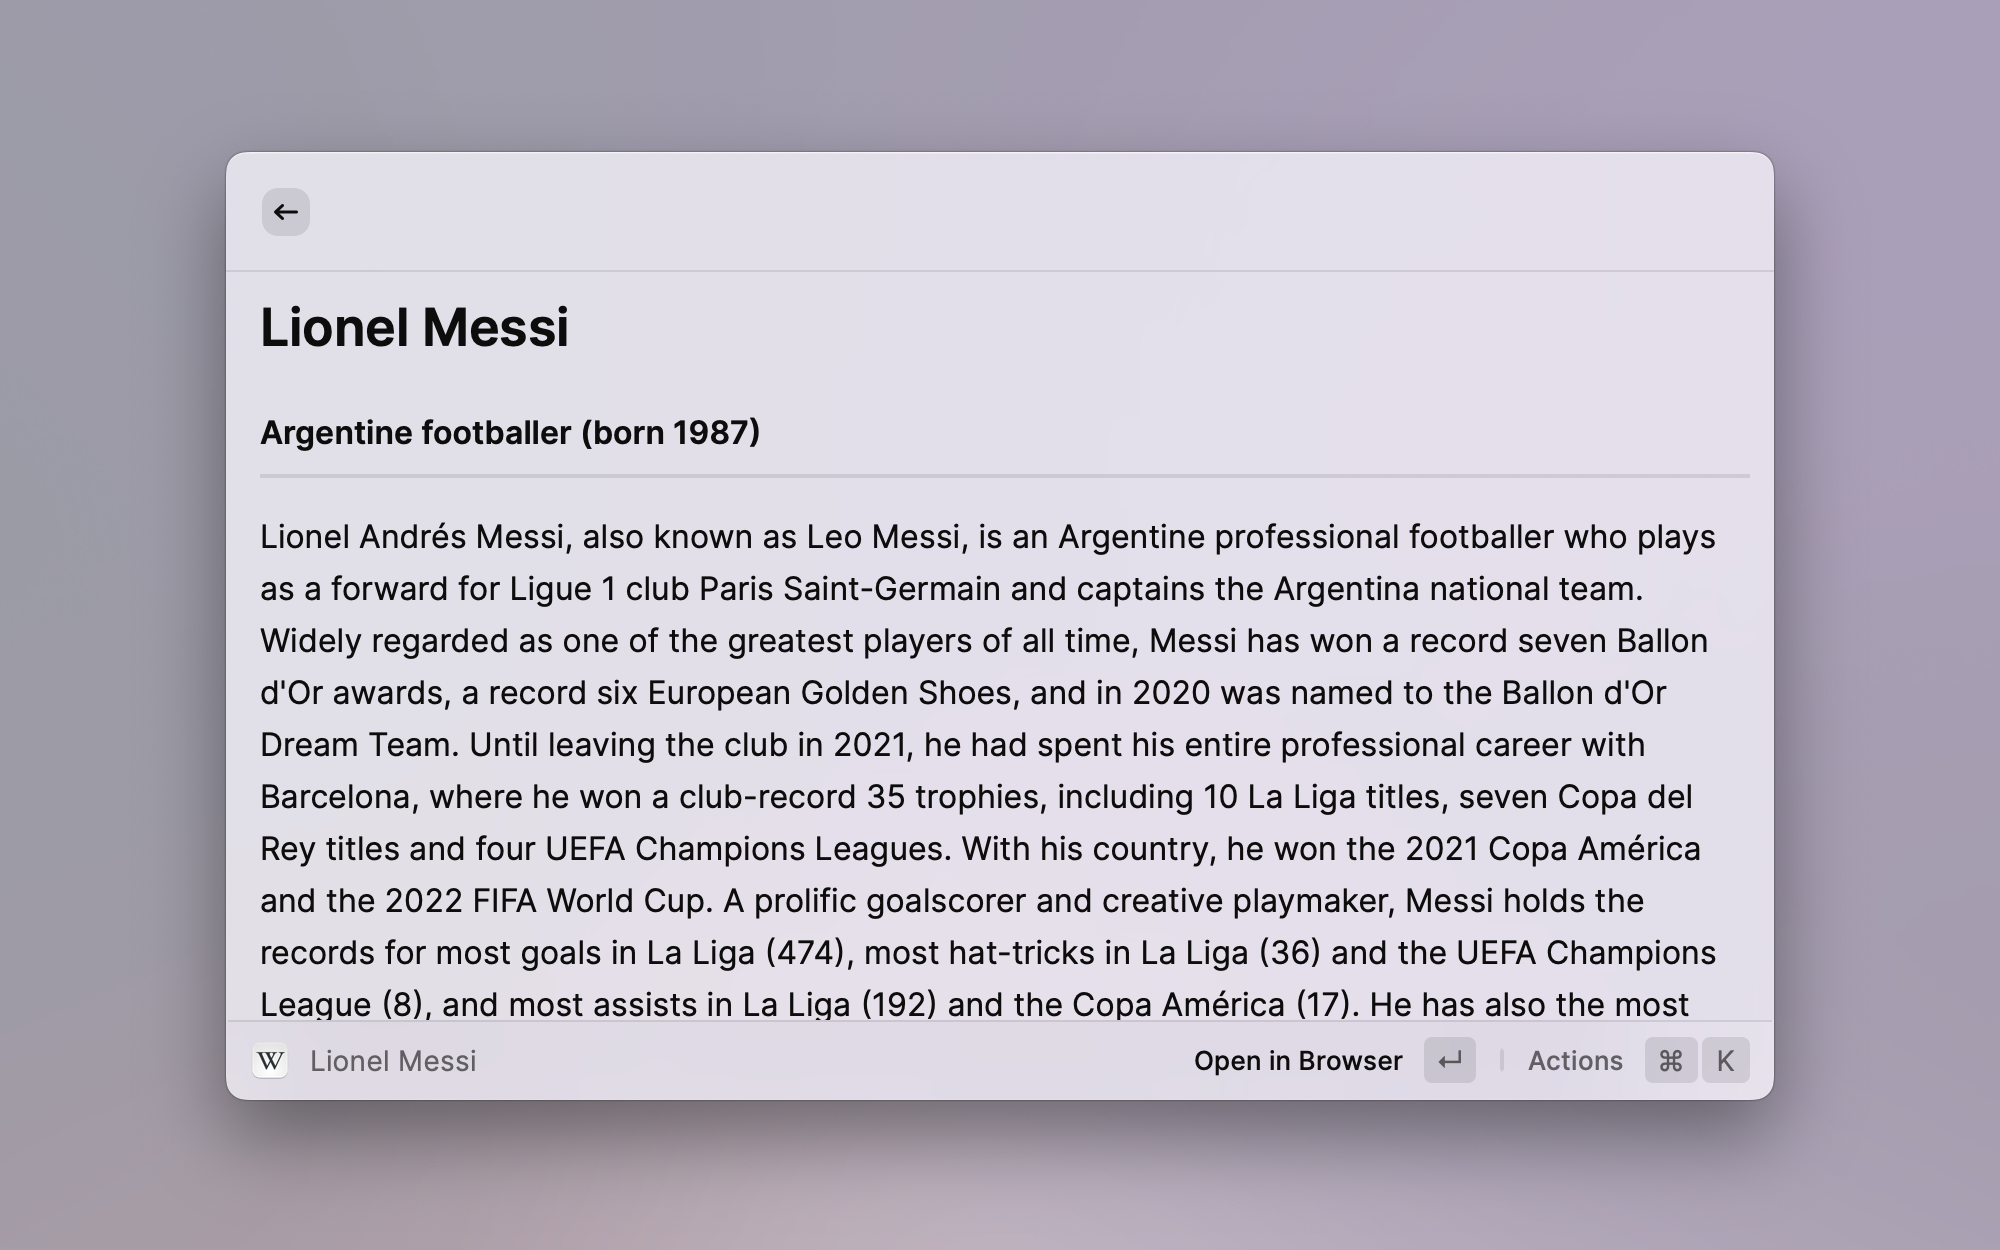 Lionel Messi
Argentine footballer (born 1987)
Lionel Andrés Messi, also known as Leo Messi, is an Argentine professional footballer who plays
as a forward for Ligue 1 club Paris Saint-Germain and captains the Argentina national team.
Widely regarded as one of the greatest players of all time, Messi has won a record seven Ballon
d'Or awards, a record six European Golden Shoes, and in 2020 was named to the Ballon d'Or
Dream Team. Until leaving the club in 2021, he had spent his entire professional career with
Barcelona, where he won a club-record 35 trophies, including 10 La Liga titles, seven Copa del
Rey titles and four UEFA Champions Leagues. With his country, he won the 2021 Copa América
and the 2022 FIFA World Cup. A prolific goalscorer and creative playmaker, Messi holds the
records for most goals in La Liga (474), most hat-tricks in La Liga (36) and the UEFA Champions
League (8), and most assists in La Liga (192) and the Copa América (17). He has also the most
W Lionel Messi Open in Browser ↵ | Actions ⌘ K